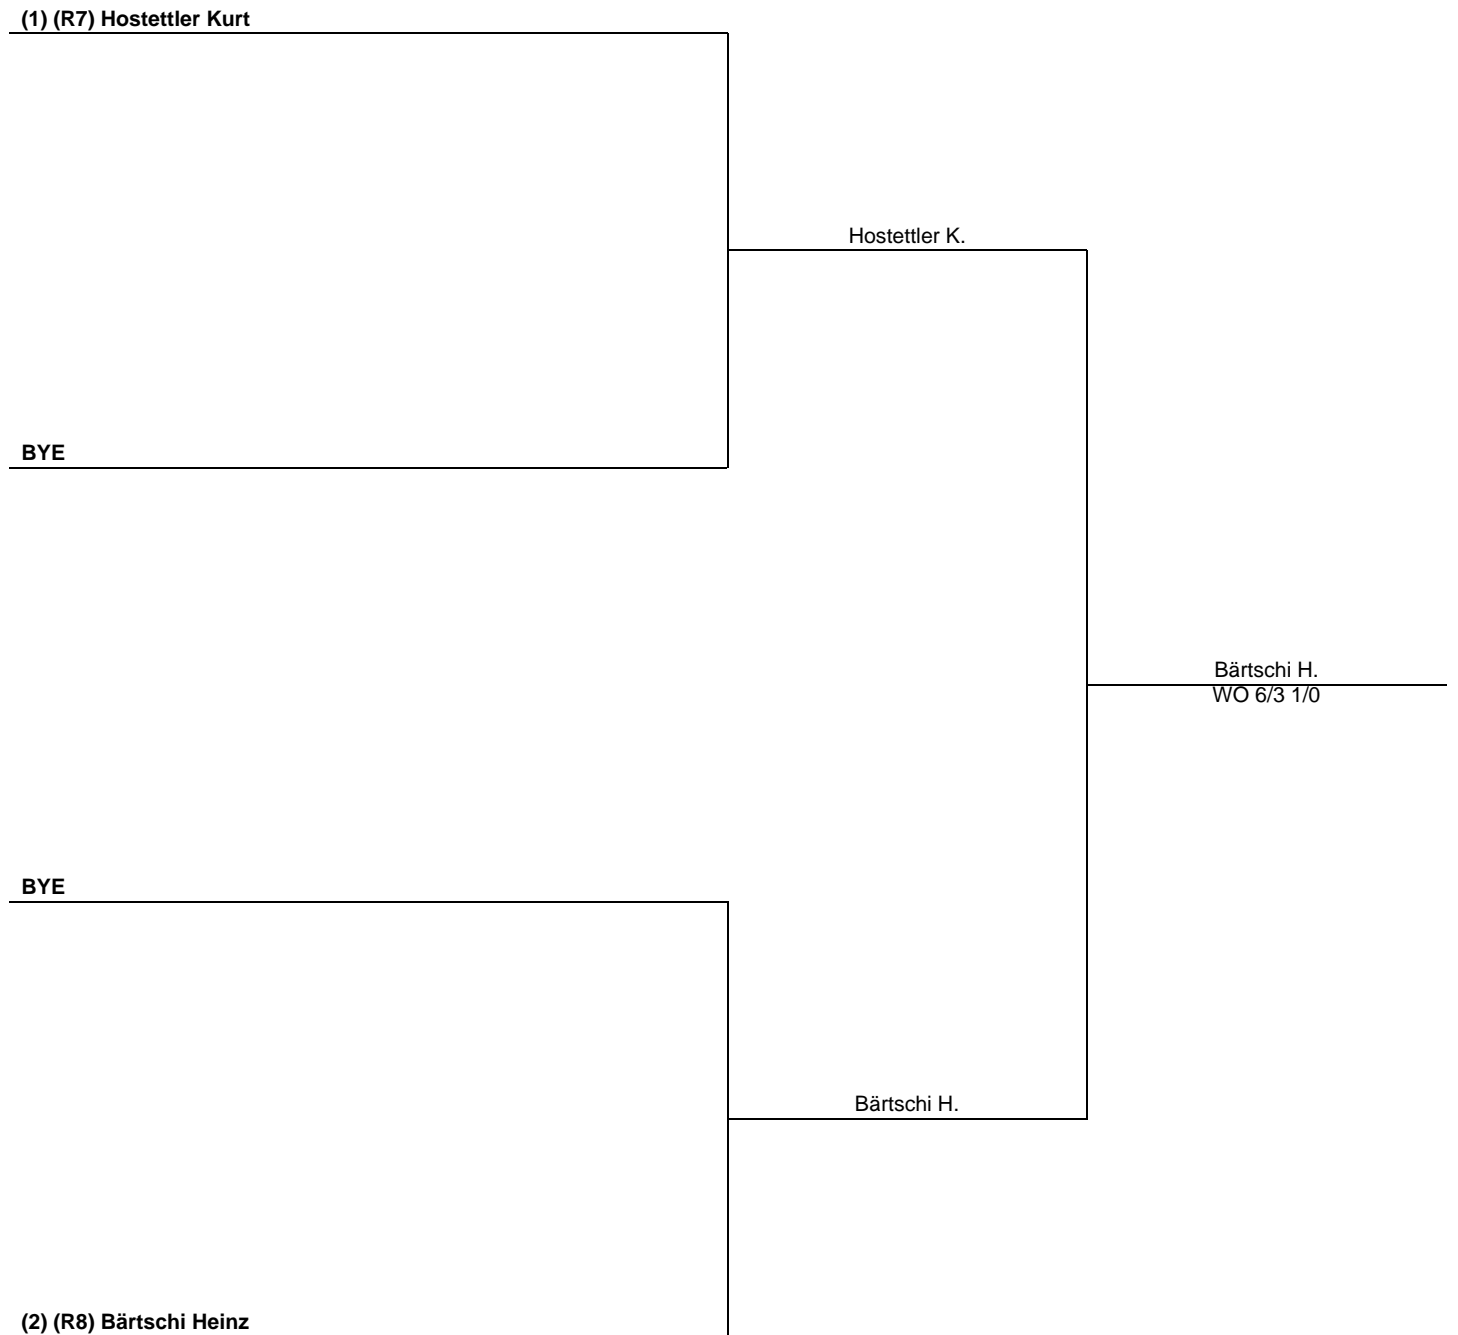 (1) (R7) Hostettler Kurt
Hostettler K.
BYE
Bärtschi H.
WO 6/3 1/0
BYE
Bärtschi H.
(2) (R8) Bärtschi Heinz